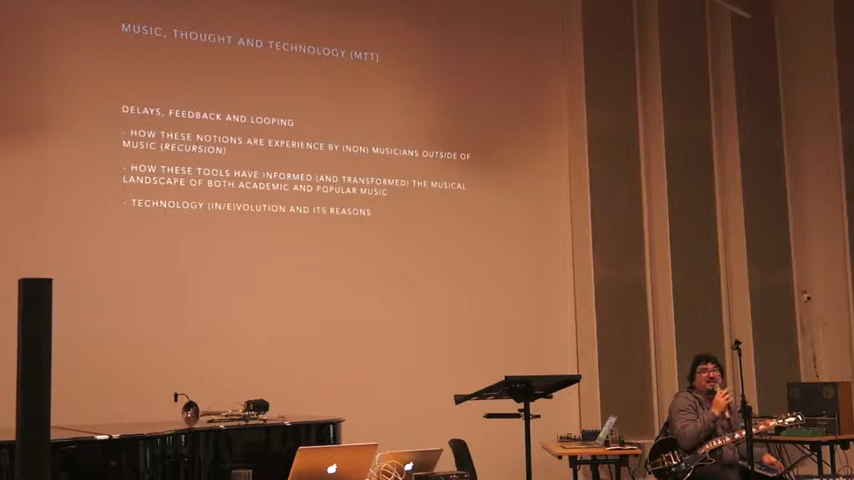 MUSIC, THOUGHT AND TECHNOLOGY (MTT)
DELAYS, FEEDBACK AND LOOPING
- HOW THESE NOTIONS ARE EXPERIENCE BY (NON) MUSICIANS OUTSIDE OF
MUSIC (RECURSION)
- HOW THESE TOOLS HAVE INFORMED (AND TRANSFORMED) THE MUSICAL
LANDSCAPE OF BOTH ACADEMIC AND POPULAR MUSIC
- TECHNOLOGY (IN/E)VOLUTION AND ITS REASONS